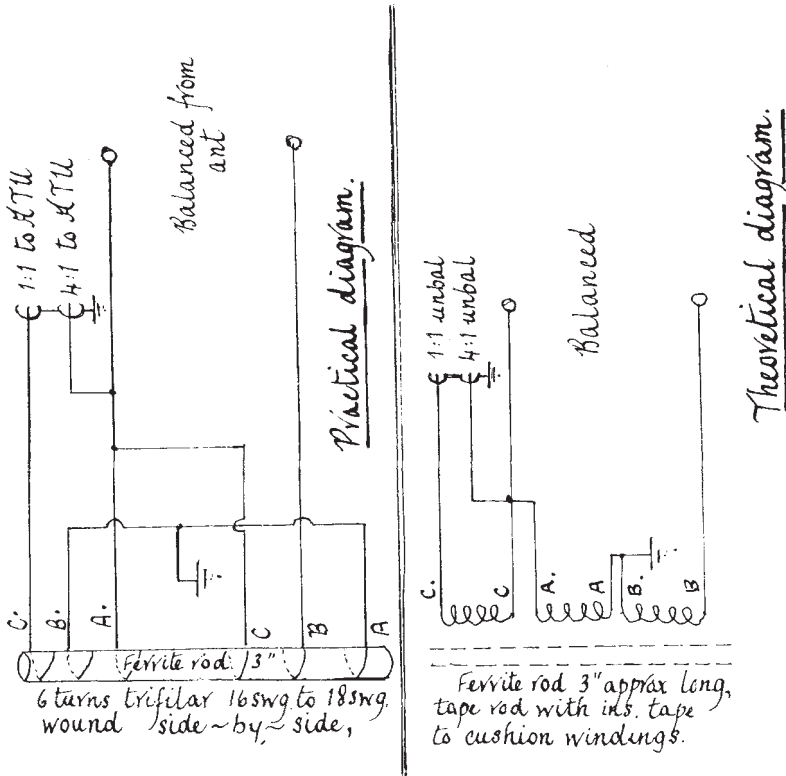 1:1 to ATU
4:1 to ATU
Balanced from
ant
Practical diagram.
C.
B.
A.
C
B
A
Ferrite rod. 3"
6 turns trifilar 16swg to 18swg.
wound side~by~side,
1:1 unbal
4:1 unbal
Balanced
Theoretical diagram.
C.
C
A.
A
B.
B
Ferrite rod 3" approx long,
tape rod with ins. tape
to cushion windings.